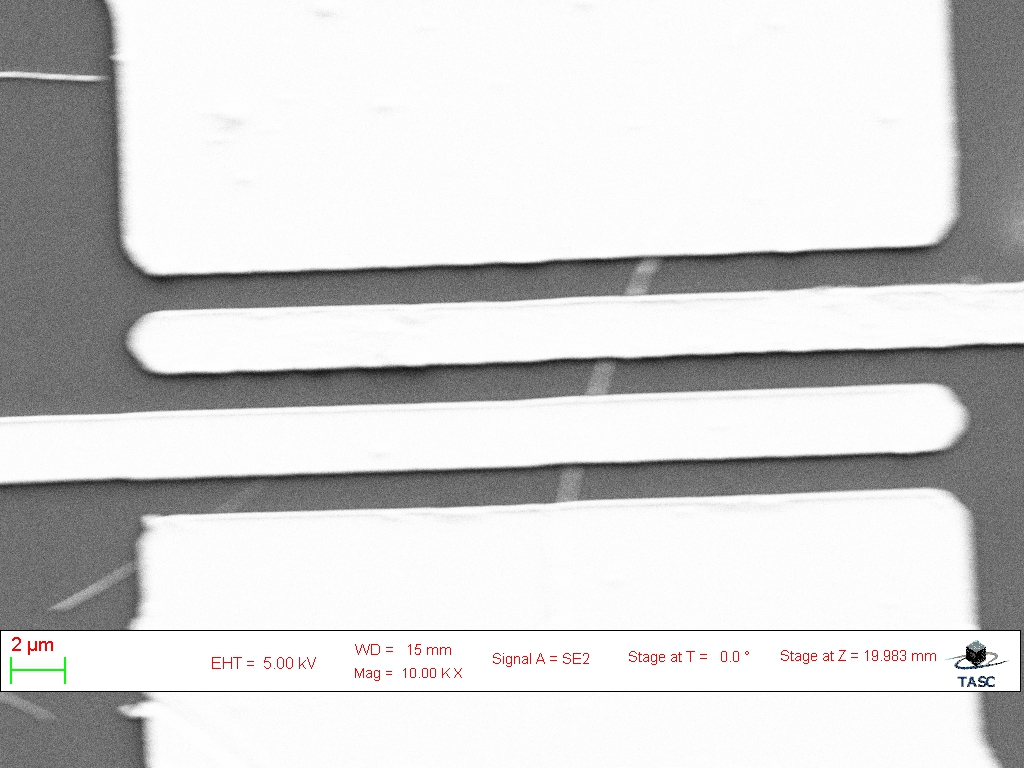 2 µm
EHT = 5.00 kV
WD = 15 mm
Mag = 10.00 K X
Signal A = SE2
Stage at T = 0.0 °
Stage at Z = 19.983 mm
TASC